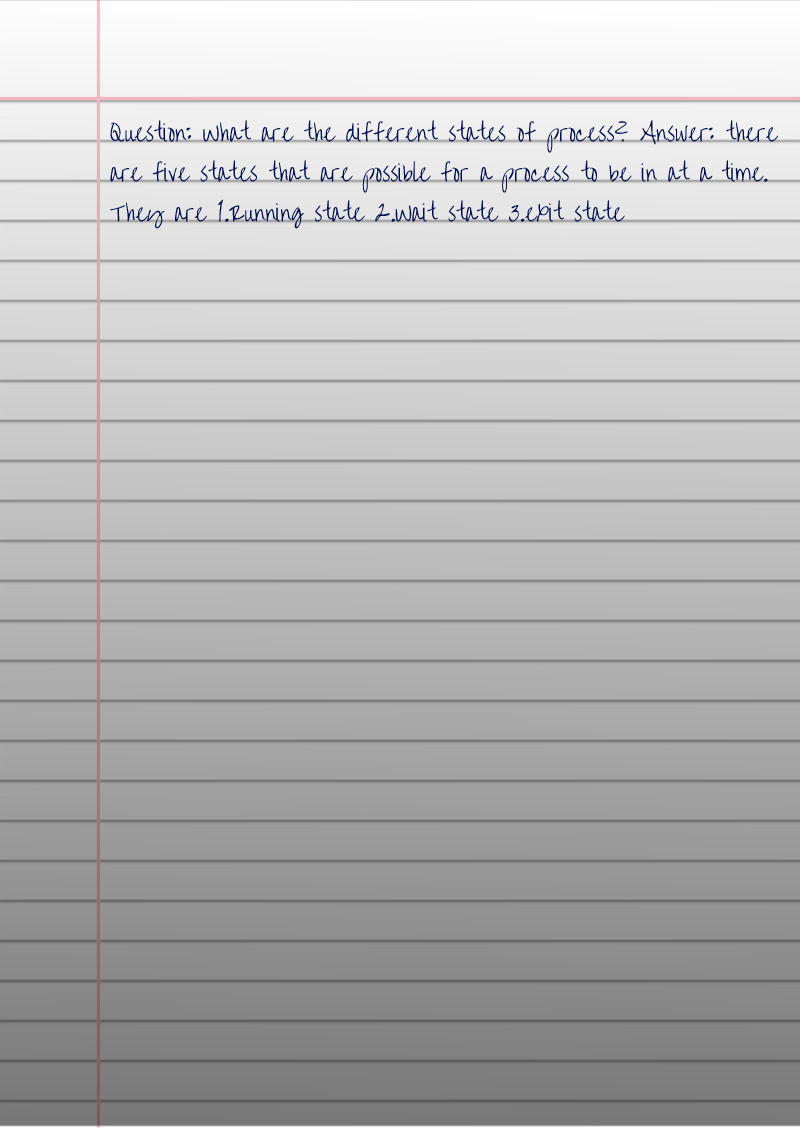 Question: what are the different states of process? Answer: there
are five states that are possible for a process to be in at a time.
They are 1.Running state 2.wait state 3.exit state